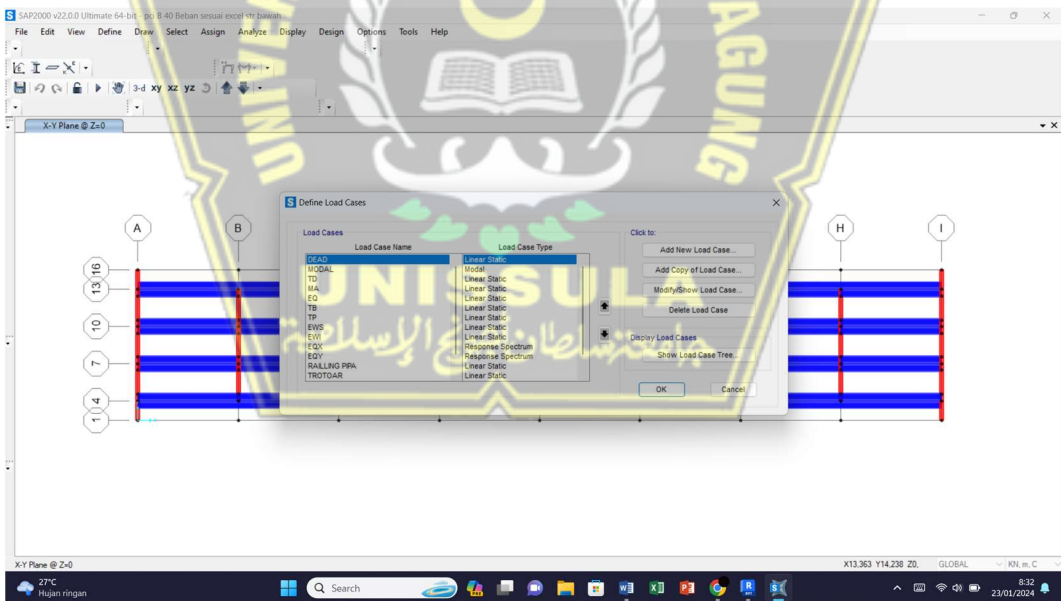 SAP2000 v22.0.0 Ultimate 64-bit - pci B 40 Beban sesuai excel str bawah
File Edit View Define Draw Select Assign Analyze Display Design Options Tools Help
3-d xy xz yz
X-Y Plane @ Z=0
AGUNG
A B H I
16
13
10
7
4
1
Define Load Cases
Load Cases
Load Case Name Load Case Type
DEAD Linear Static
MODAL Modal
TD Linear Static
MA Linear Static
EQ Linear Static
TB Linear Static
TP Linear Static
EWS Linear Static
EWI Linear Static
EQX Response Spectrum
EQY Response Spectrum
RAILLING PIPA Linear Static
TROTOAR Linear Static
Click to:
Add New Load Case...
Add Copy of Load Case...
Modify/Show Load Case...
Delete Load Case
Display Load Cases
Show Load Case Tree...
OK Cancel
UNISSULA
X-Y Plane @ Z=0
X13,363 Y14,238 Z0, GLOBAL KN, m, C
27°C
Hujan ringan
Search
8:32
23/01/2024